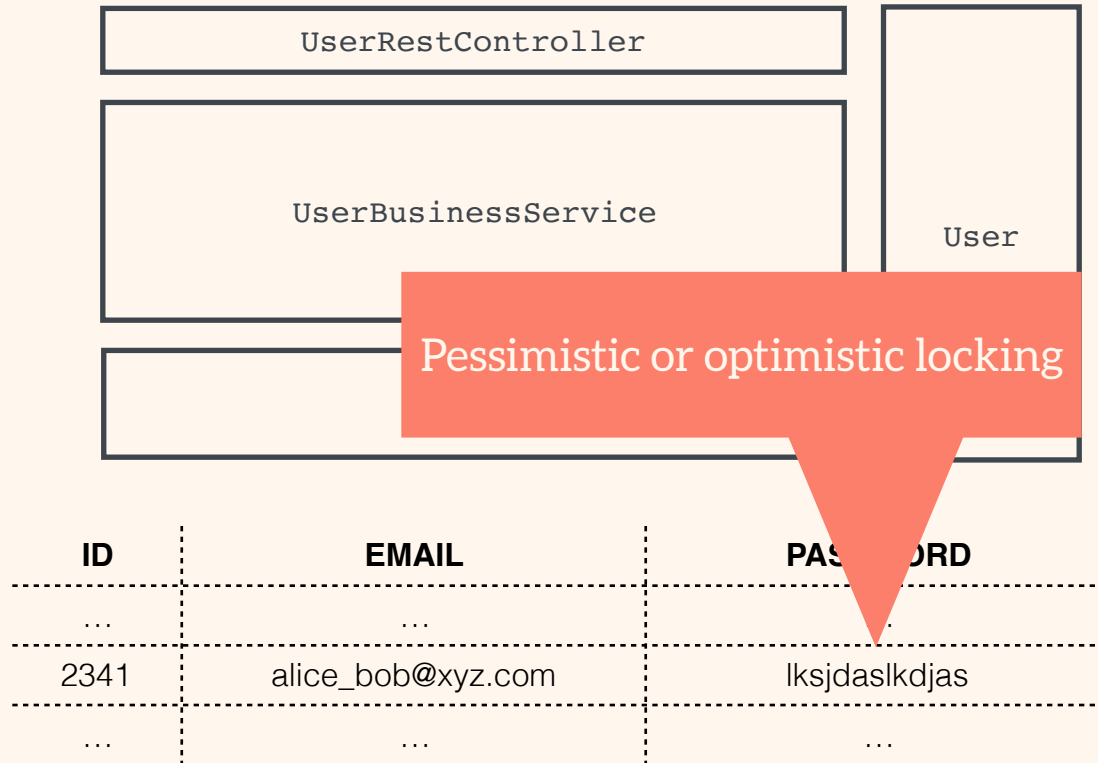 UserRestController
UserBusinessService
User
Pessimistic or optimistic locking
ID EMAIL
... ...
2341 alice_bob@xyz.com lksjdaslkdjas
... ... ...